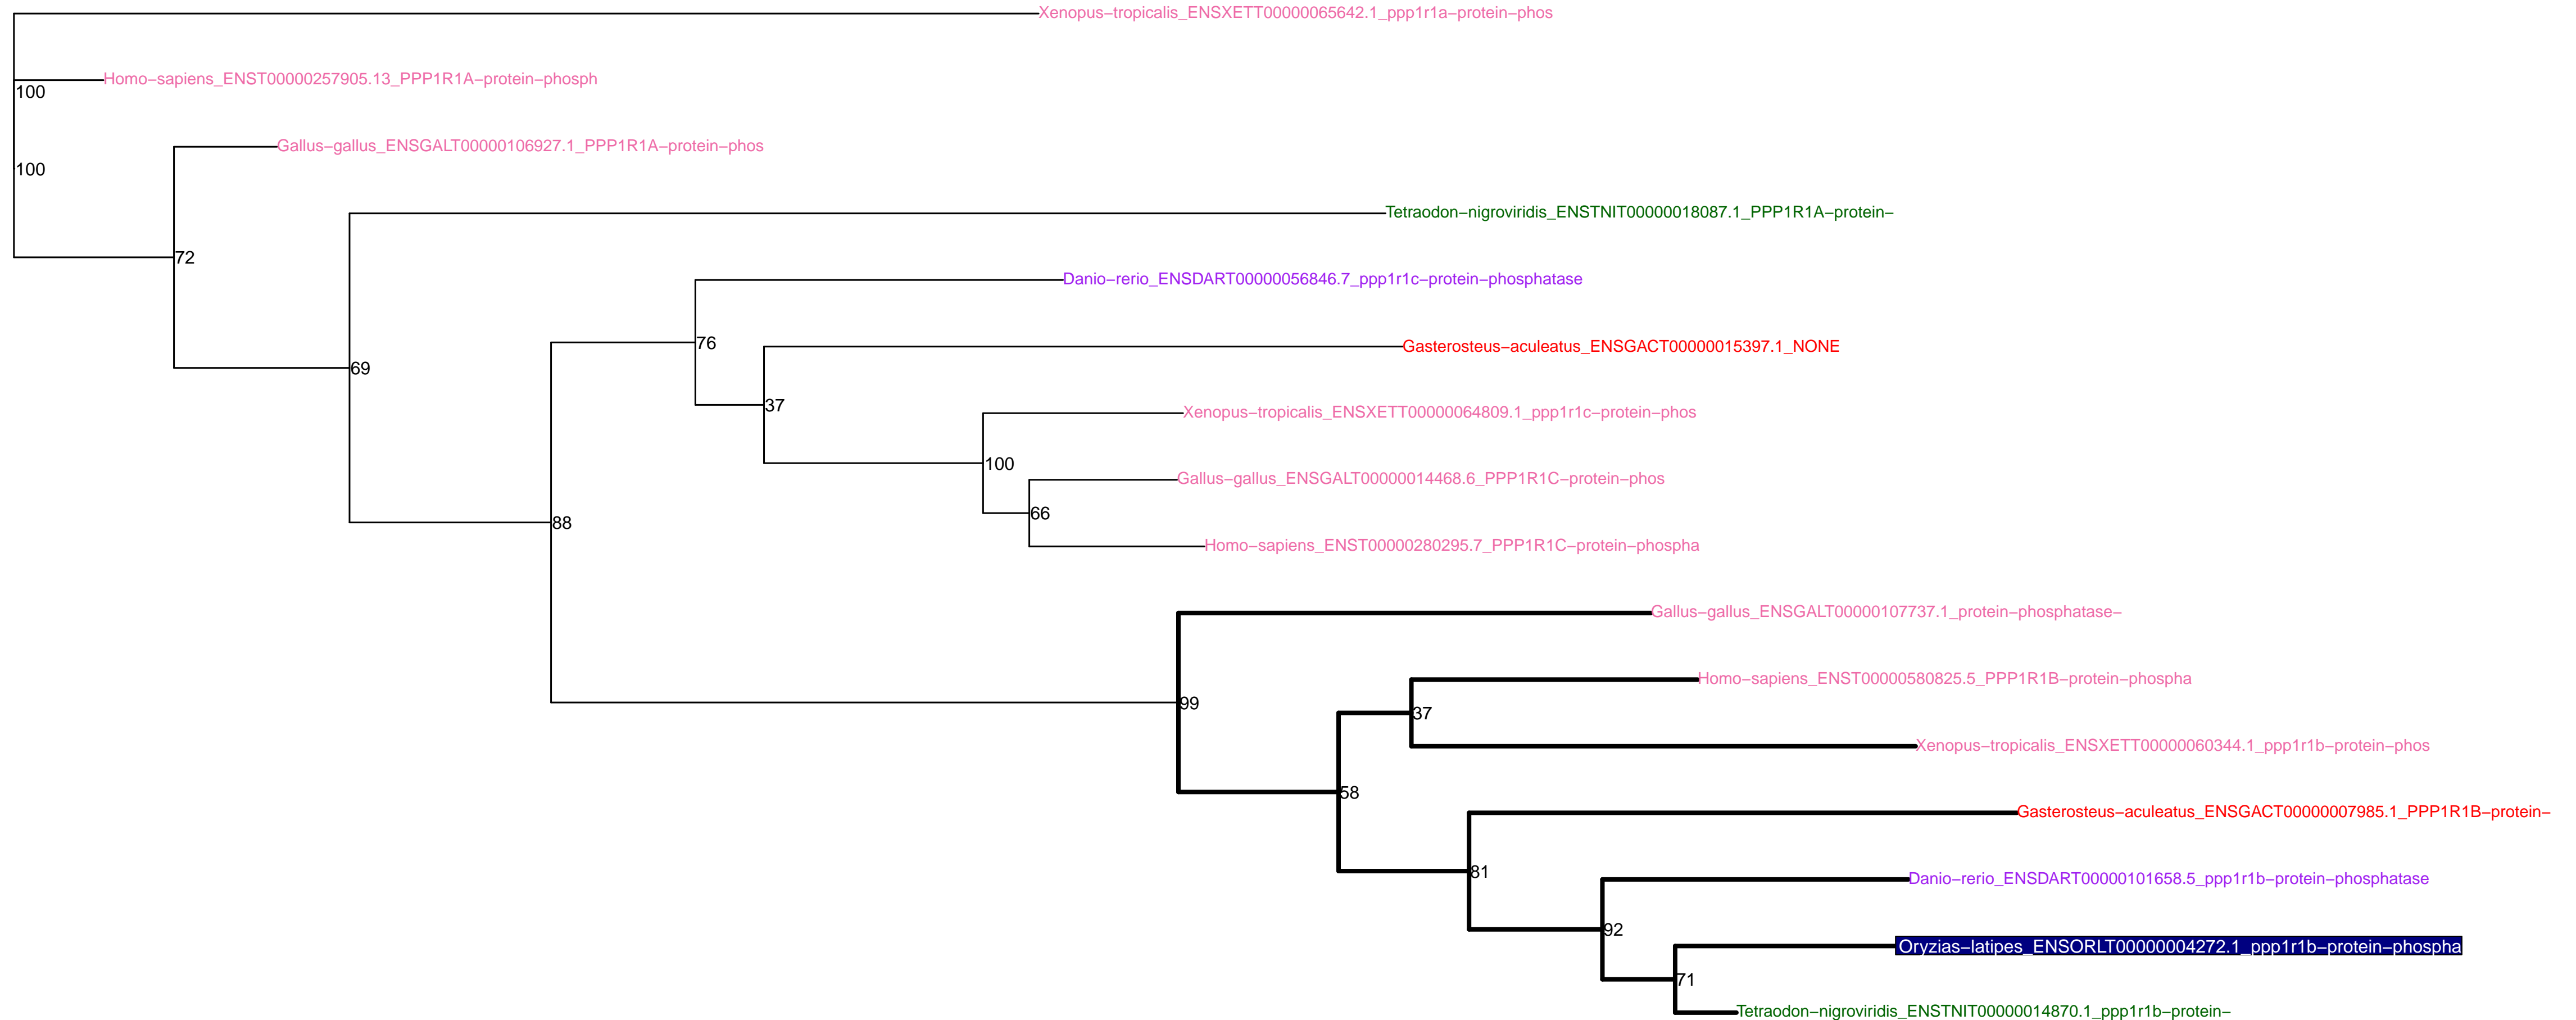 Xenopus−tropicalis_ENSXETT00000065642.1_ppp1r1a−protein−phos
Homo−sapiens_ENST00000257905.13_PPP1R1A−protein−phosph
100
Gallus−gallus_ENSGALT00000106927.1_PPP1R1A−protein−phos
100
Tetraodon−nigroviridis_ENSTNIT00000018087.1_PPP1R1A−protein−
72
Danio−rerio_ENSDART00000056846.7_ppp1r1c−protein−phosphatase
76
Gasterosteus−aculeatus_ENSGACT00000015397.1_NONE
69
37
Xenopus−tropicalis_ENSXETT00000064809.1_ppp1r1c−protein−phos
100
Gallus−gallus_ENSGALT00000014468.6_PPP1R1C−protein−phos
66
88
Homo−sapiens_ENST00000280295.7_PPP1R1C−protein−phospha
Gallus−gallus_ENSGALT00000107737.1_protein−phosphatase−
Homo−sapiens_ENST00000580825.5_PPP1R1B−protein−phospha
99
37
Xenopus−tropicalis_ENSXETT00000060344.1_ppp1r1b−protein−phos
58
Gasterosteus−aculeatus_ENSGACT00000007985.1_PPP1R1B−protein−
81
Danio−rerio_ENSDART00000101658.5_ppp1r1b−protein−phosphatase
92
Oryzias−latipes_ENSORLT00000004272.1_ppp1r1b−protein−phospha
71
Tetraodon−nigroviridis_ENSTNIT00000014870.1_ppp1r1b−protein−